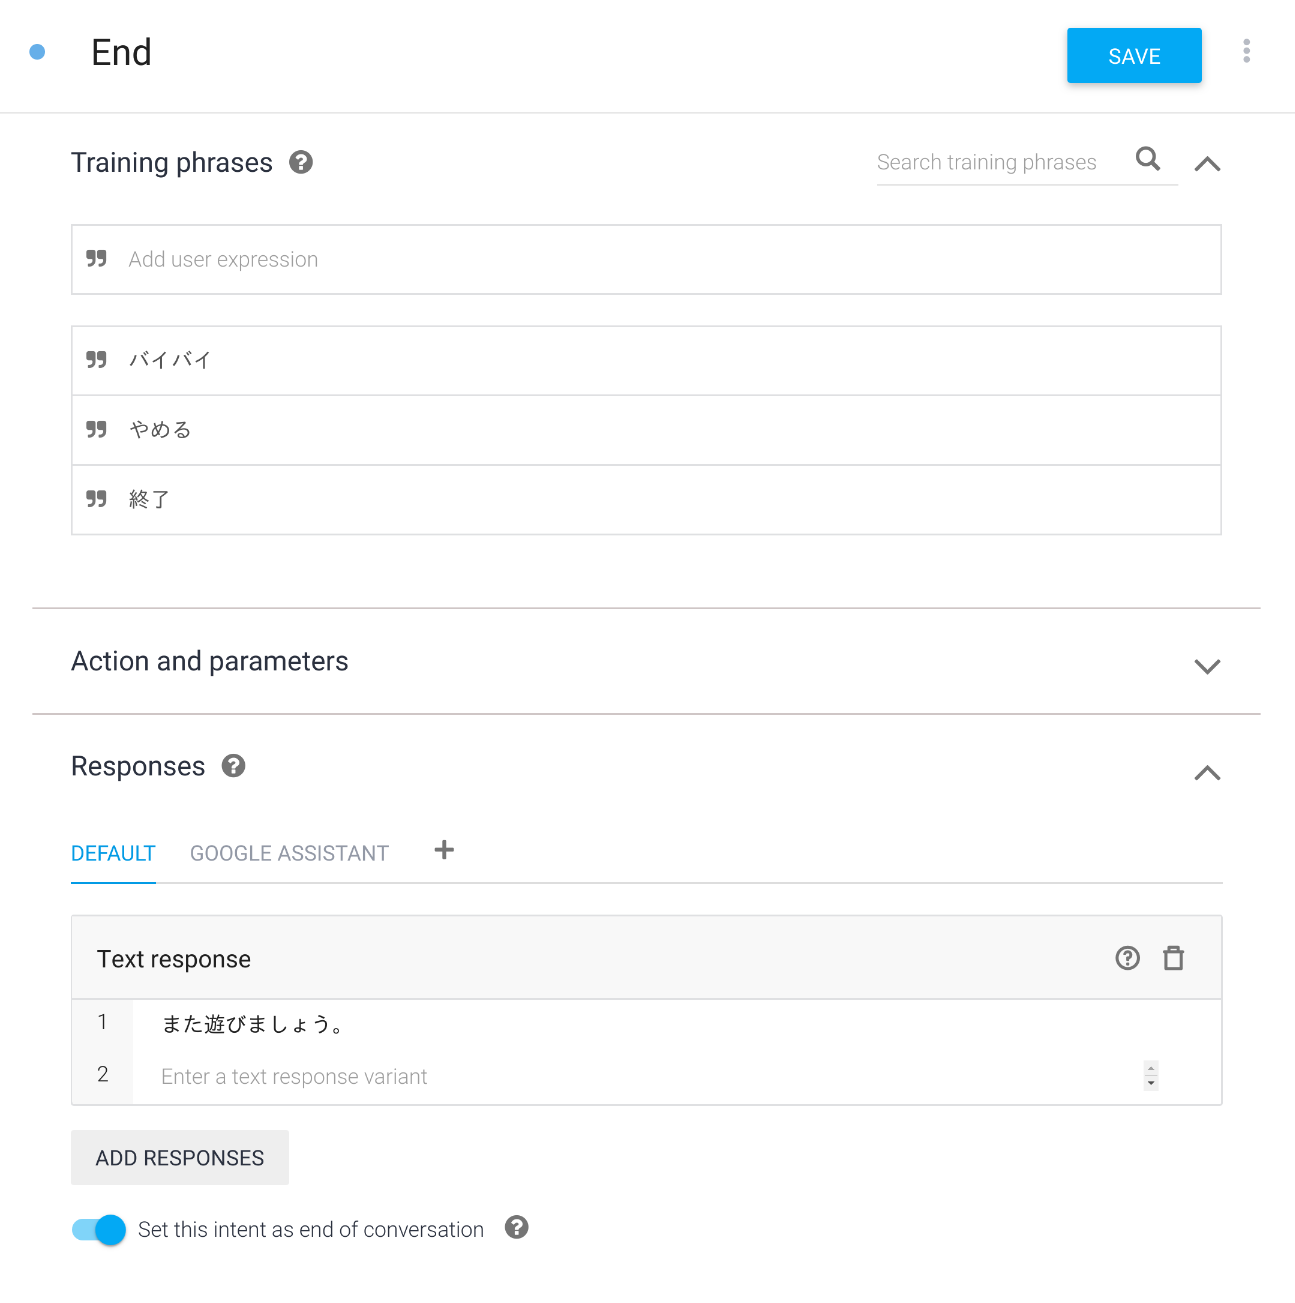 End
SAVE
Training phrases
Search training phrases
Add user expression
バイバイ
やめる
終了
Action and parameters
Responses
DEFAULT GOOGLE ASSISTANT +
Text response
1 また遊びましょう。
2 Enter a text response variant
ADD RESPONSES
Set this intent as end of conversation